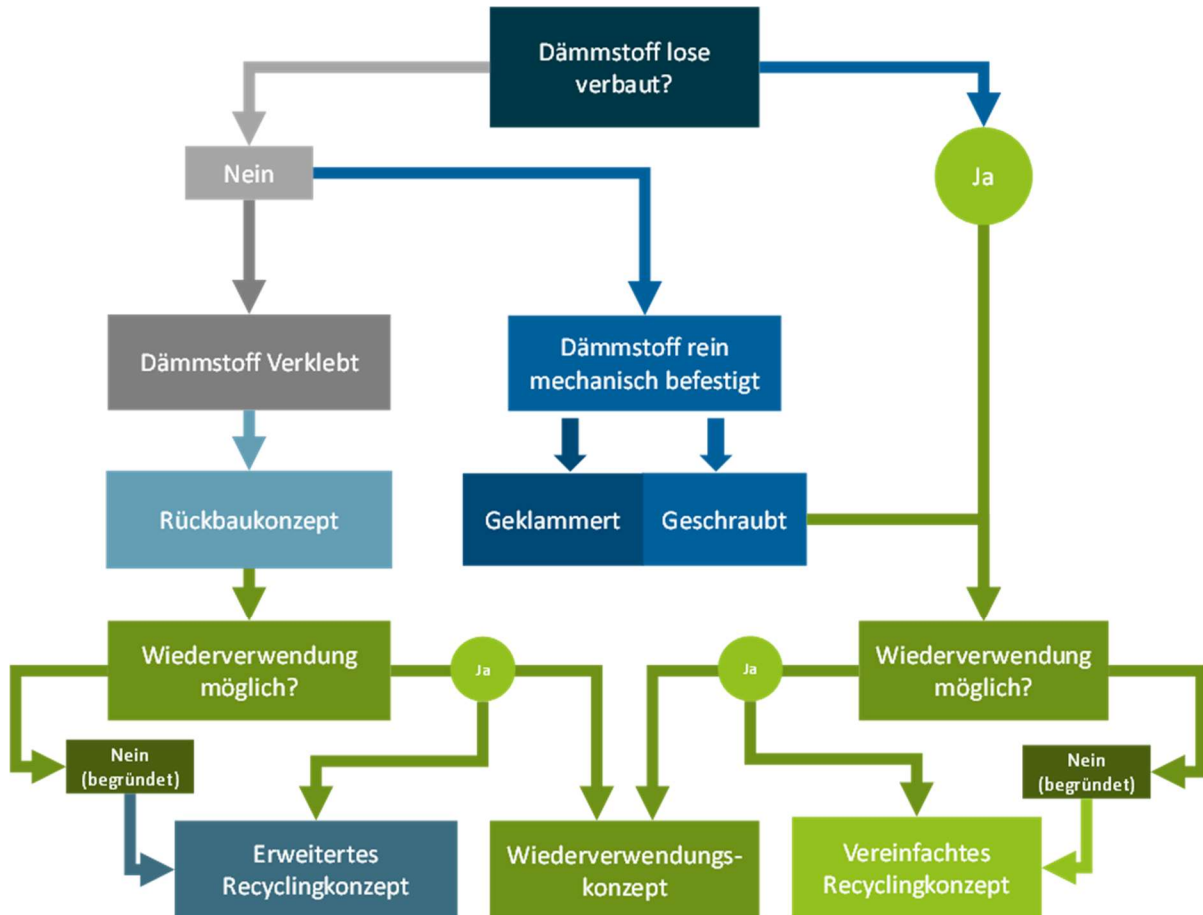 Dämmstoff lose
verbaut?
Nein
Ja
Dämmstoff Verklebt
Dämmstoff rein
mechanisch befestigt
Rückbaukonzept
Geklammert
Geschraubt
Wiederverwendung
möglich?
Ja
Ja
Wiederverwendung
möglich?
Nein
(begründet)
Nein
(begründet)
Erweitertes
Recyclingkonzept
Wiederverwendungs-
konzept
Vereinfachtes
Recyclingkonzept